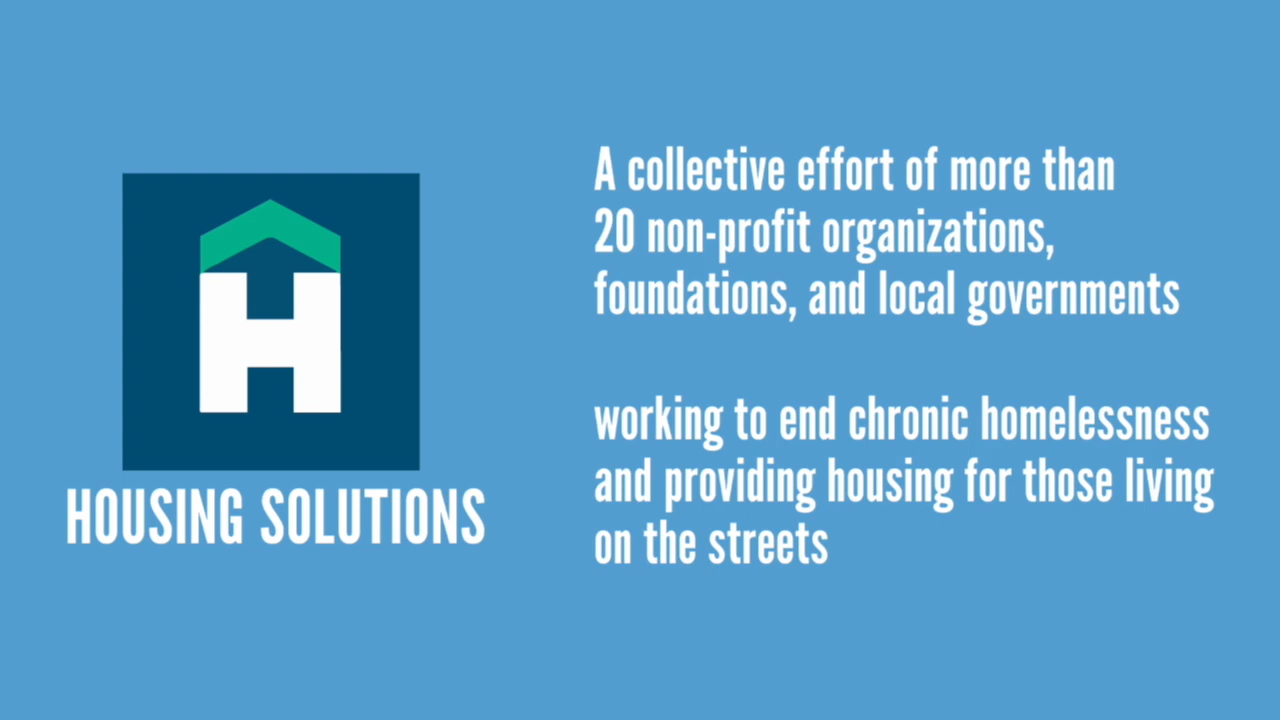 H
HOUSING SOLUTIONS
A collective effort of more than
20 non-profit organizations,
foundations, and local governments
working to end chronic homelessness
and providing housing for those living
on the streets